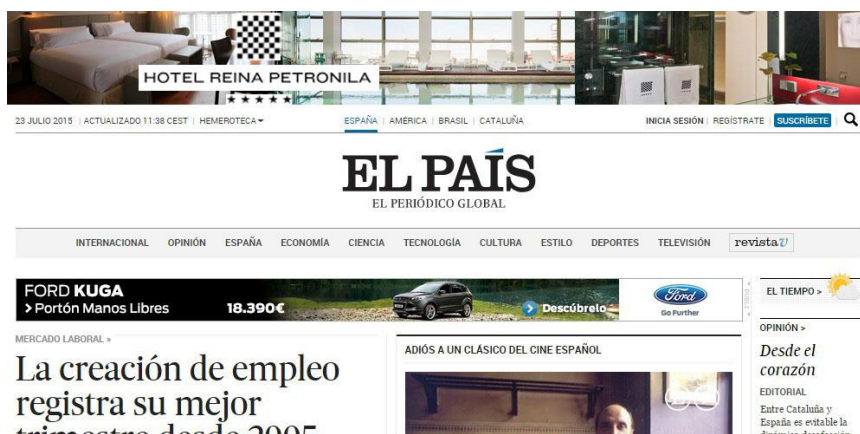 HOTEL REINA PETRONILA
23 JULIO 2015 | ACTUALIZADO 11:38 CEST | HEMEROTECA
ESPAÑA | AMÉRICA | BRASIL | CATALUÑA
INICIA SESIÓN | REGÍSTRATE | SUSCRÍBETE
EL PAÍS
EL PERIÓDICO GLOBAL
INTERNACIONAL OPINIÓN ESPAÑA ECONOMÍA CIENCIA TECNOLOGÍA CULTURA ESTILO DEPORTES TELEVISIÓN revista v
FORD KUGA
> Portón Manos Libres 18.390€ Descúbrelo
Ford
Go Further
EL TIEMPO >
MERCADO LABORAL »
La creación de empleo
registra su mejor
trimestre desde 2005
ADIÓS A UN CLÁSICO DEL CINE ESPAÑOL
OPINIÓN >
Desde el
corazón
EDITORIAL
Entre Cataluña y
España es evitable la